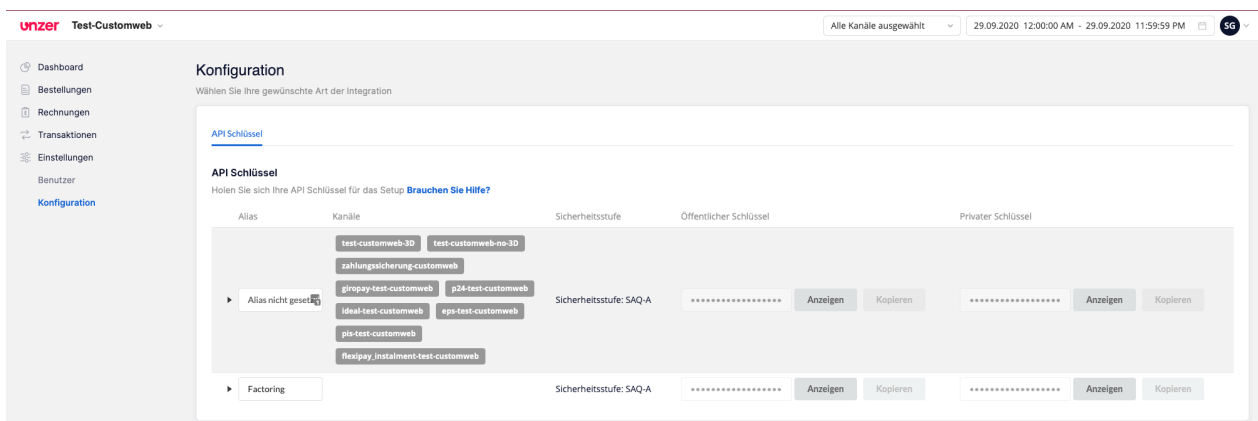 unzer Test-Customweb
Alle Kanäle ausgewählt
29.09.2020 12:00:00 AM - 29.09.2020 11:59:59 PM
SG
Dashboard
Bestellungen
Rechnungen
Transaktionen
Einstellungen
Benutzer
Konfiguration
Konfiguration
Wählen Sie Ihre gewünschte Art der Integration
API Schlüssel
API Schlüssel
Holen Sie sich Ihre API Schlüssel für das Setup Brauchen Sie Hilfe?
Alias Kanäle Sicherheitsstufe Öffentlicher Schlüssel Privater Schlüssel
test-customweb-3D test-customweb-no-3D
zahlungssicherung-customweb
giropay-test-customweb p24-test-customweb
Alias nicht gesetzt Sicherheitsstufe: SAQ-A Anzeigen Kopieren Anzeigen Kopieren
ideal-test-customweb eps-test-customweb
pis-test-customweb
flexipay_instalment-test-customweb
Factoring Sicherheitsstufe: SAQ-A Anzeigen Kopieren Anzeigen Kopieren